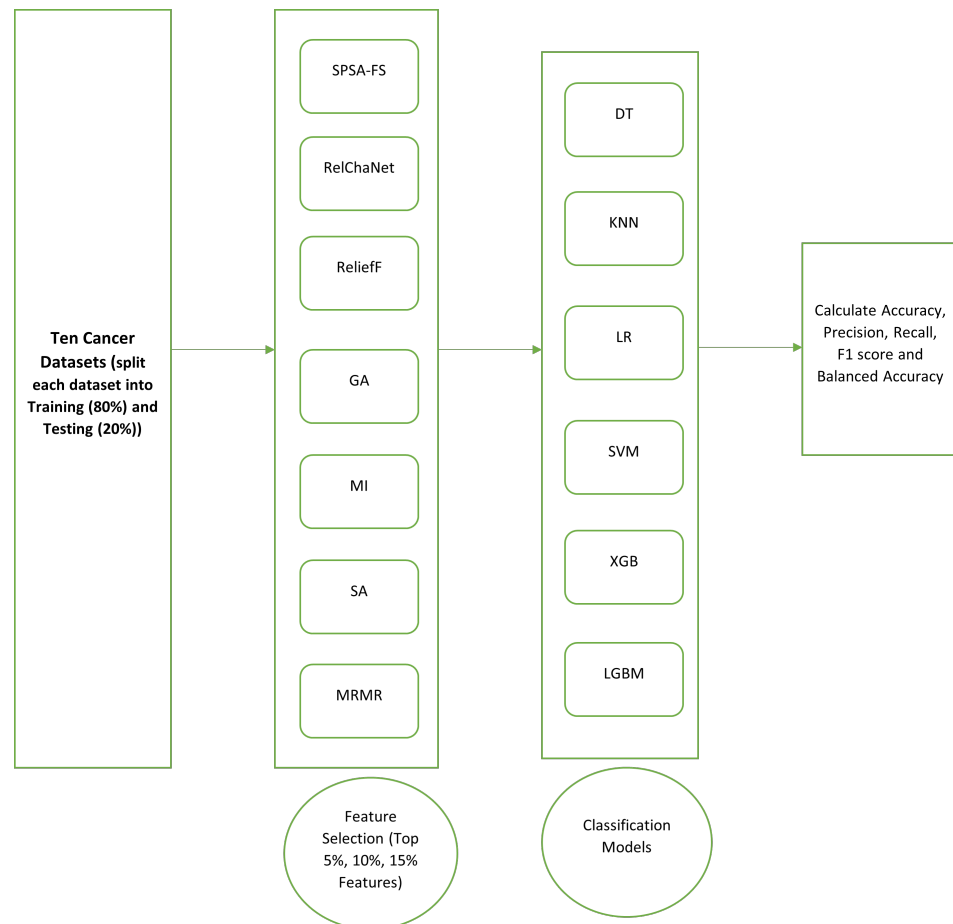 Ten Cancer
Datasets (split
each dataset into
Training (80%) and
Testing (20%))
SPSA-FS
RelChaNet
ReliefF
GA
MI
SA
MRMR
Feature
Selection (Top
5%, 10%, 15%
Features)
DT
KNN
LR
SVM
XGB
LGBM
Classification
Models
Calculate Accuracy,
Precision, Recall,
F1 score and
Balanced Accuracy